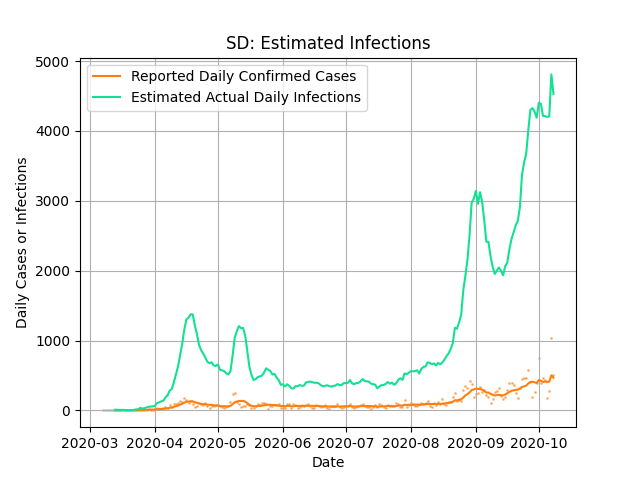 SD: Estimated Infections
Reported Daily Confirmed Cases
Estimated Actual Daily Infections
Daily Cases or Infections
5000
4000
3000
2000
1000
0
2020-03 2020-04 2020-05 2020-06 2020-07 2020-08 2020-09 2020-10
Date